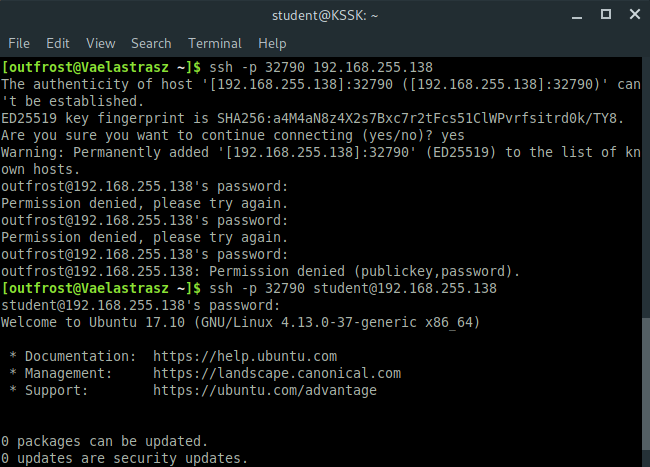 student@KSSK: ~
File Edit View Search Terminal Help
[outfrost@Vaelastrasz ~]$ ssh -p 32790 192.168.255.138
The authenticity of host '[192.168.255.138]:32790 ([192.168.255.138]:32790)' can
't be established.
ED25519 key fingerprint is SHA256:a4M4aN8z4X2s7Bxc7r2tFcs51ClWPvrfsitrd0k/TY8.
Are you sure you want to continue connecting (yes/no)? yes
Warning: Permanently added '[192.168.255.138]:32790' (ED25519) to the list of kn
own hosts.
outfrost@192.168.255.138's password:
Permission denied, please try again.
outfrost@192.168.255.138's password:
Permission denied, please try again.
outfrost@192.168.255.138's password:
outfrost@192.168.255.138: Permission denied (publickey,password).
[outfrost@Vaelastrasz ~]$ ssh -p 32790 student@192.168.255.138
student@192.168.255.138's password:
Welcome to Ubuntu 17.10 (GNU/Linux 4.13.0-37-generic x86_64)
* Documentation: https://help.ubuntu.com
* Management: https://landscape.canonical.com
* Support: https://ubuntu.com/advantage
0 packages can be updated.
0 updates are security updates.